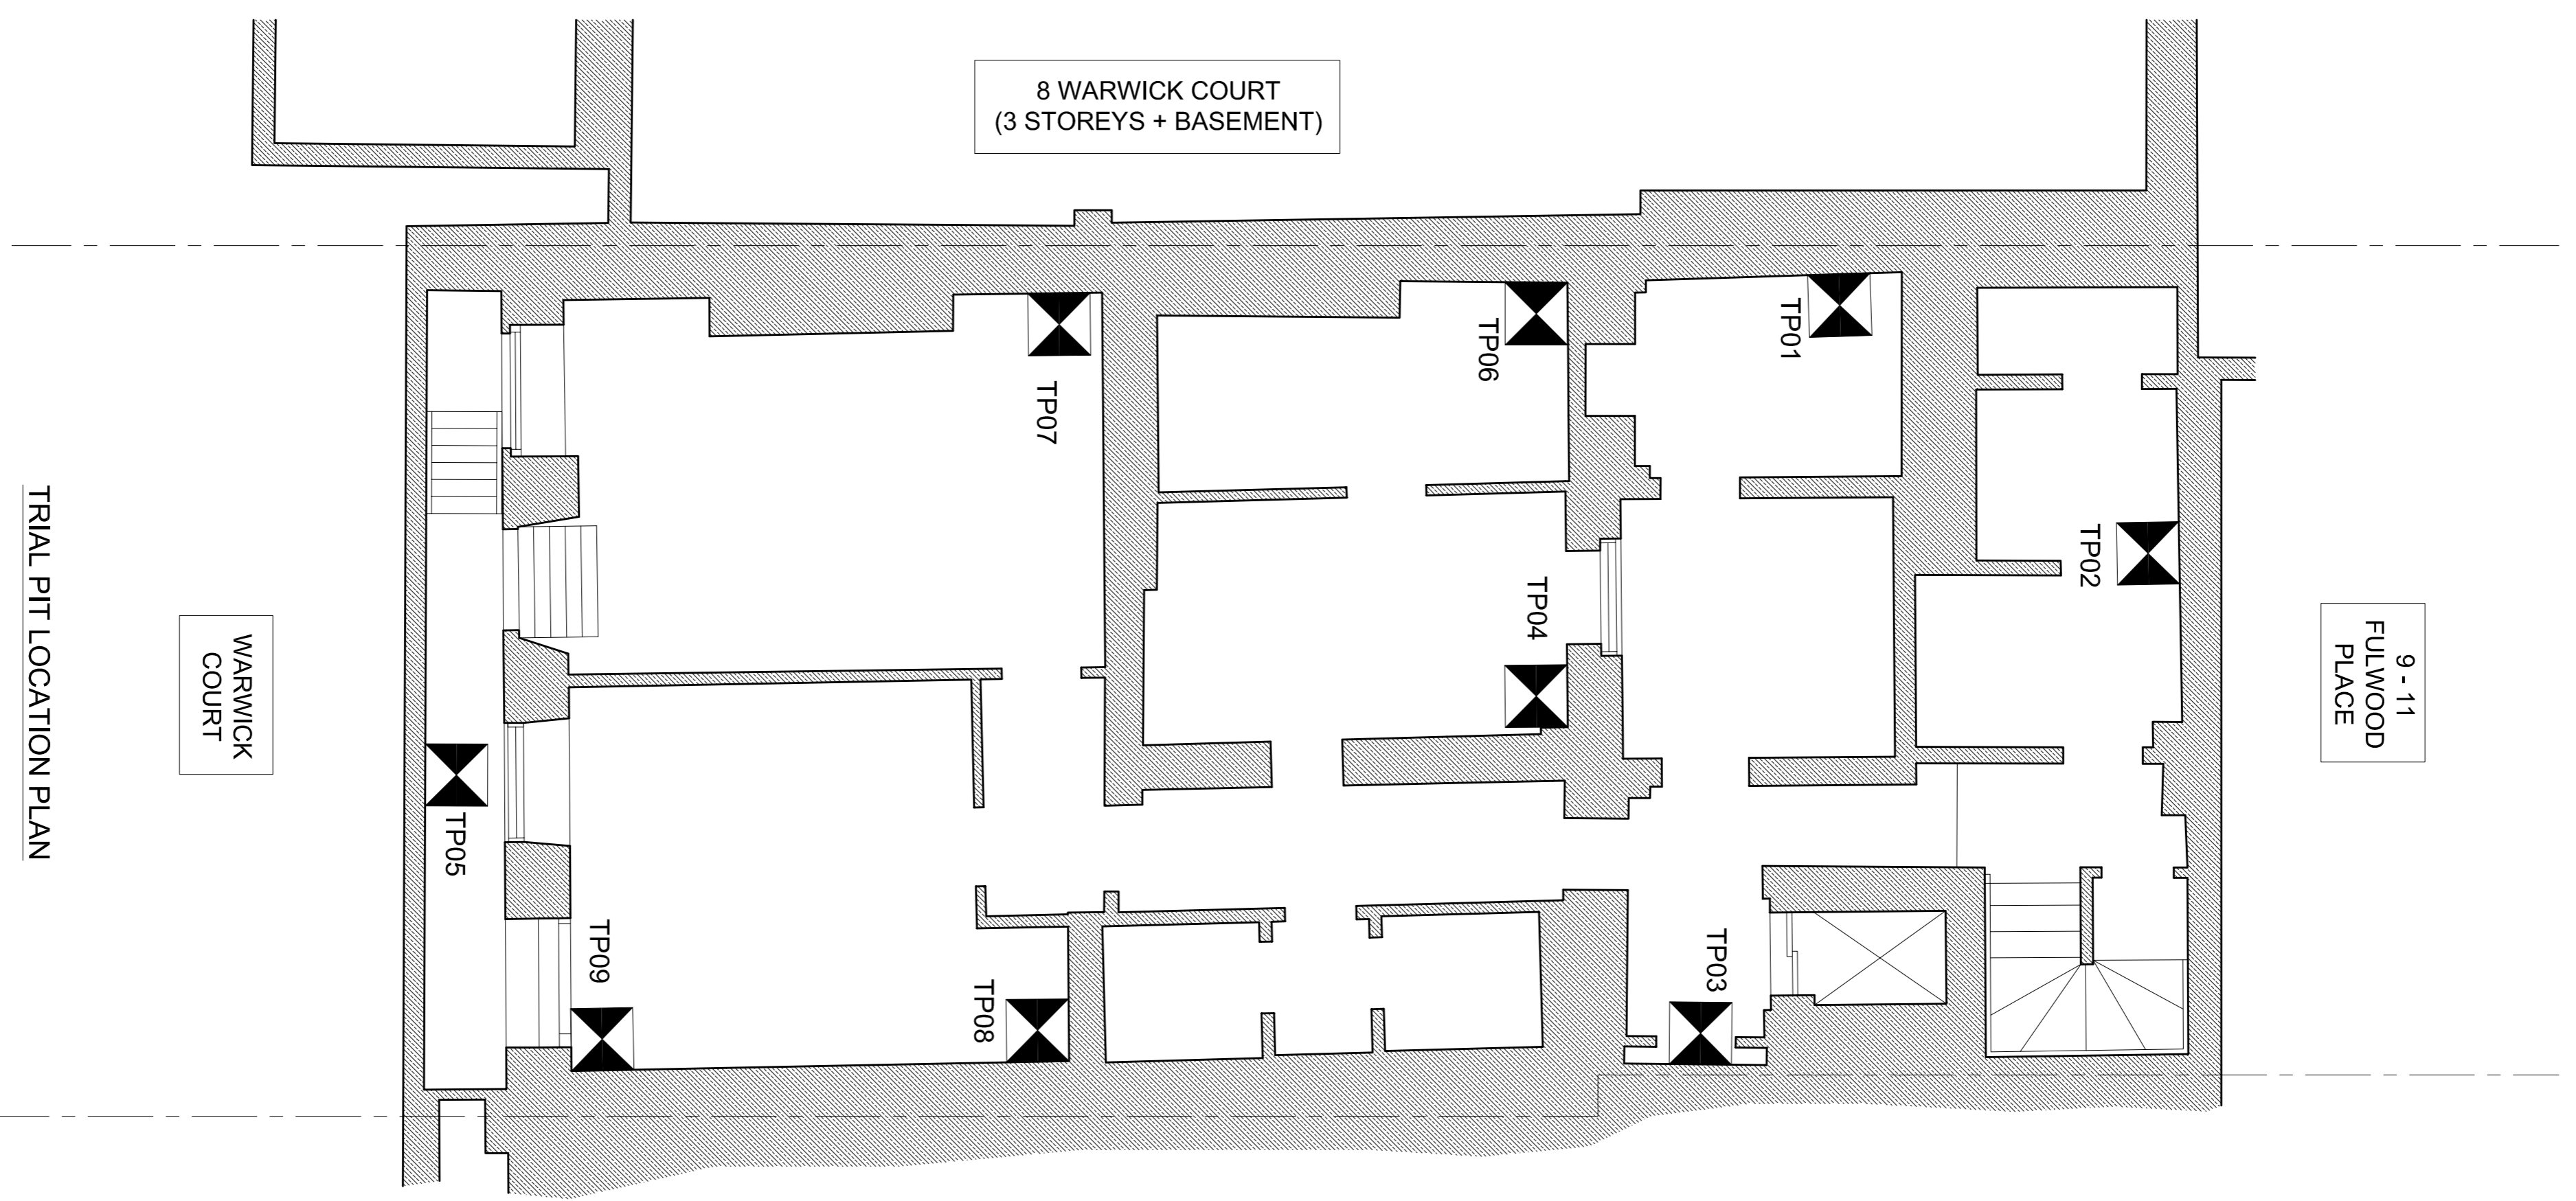 8 WARWICK COURT
(3 STOREYS + BASEMENT)
TP07
TP06
TP01
TP04
TP02
TP05
TP09
TP08
TP03
9 - 11
FULWOOD
PLACE
WARWICK
COURT
TRIAL PIT LOCATION PLAN